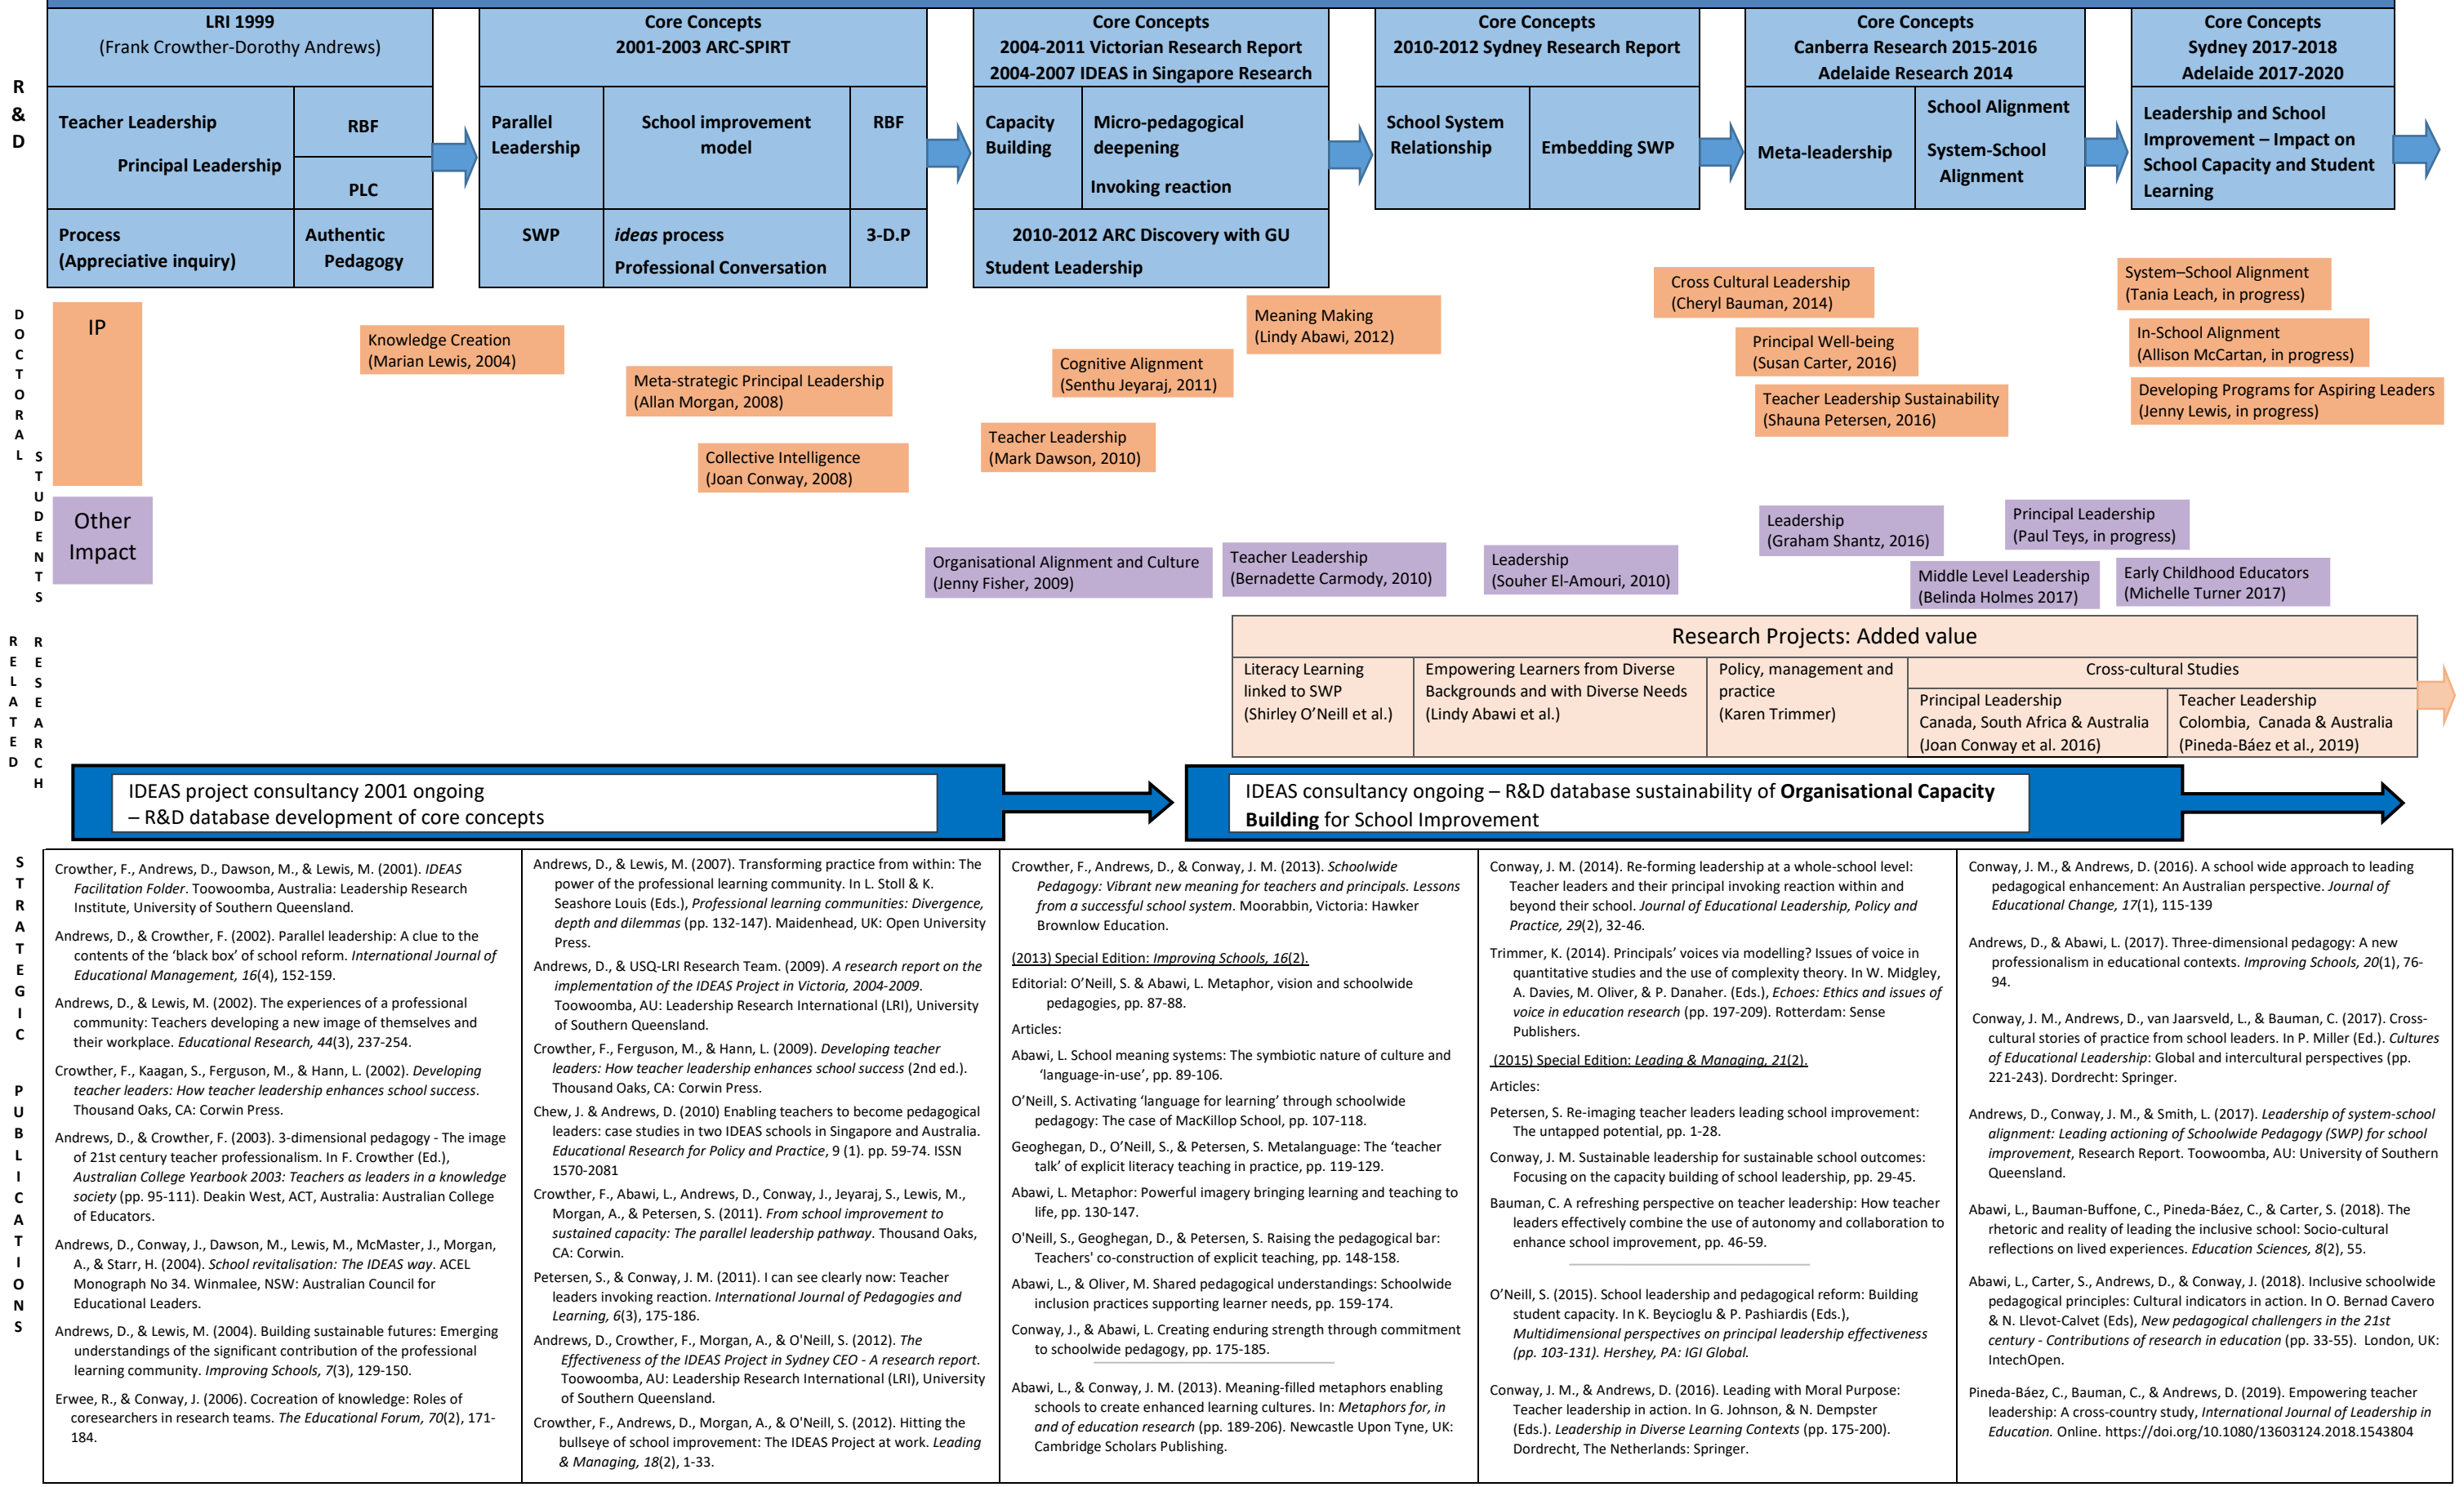 R
&
D
LRI 1999
(Frank Crowther-Dorothy Andrews)
Teacher Leadership
Principal Leadership
RBF
PLC
Process
(Appreciative inquiry)
Authentic
Pedagogy
Core Concepts
2001-2003 ARC-SPIRT
Parallel
Leadership
School improvement
model
RBF
SWP
ideas process
Professional Conversation
3-D.P
Core Concepts
2004-2011 Victorian Research Report
2004-2007 IDEAS in Singapore Research
Capacity
Building
Micro-pedagogical
deepening
Invoking reaction
2010-2012 ARC Discovery with GU
Student Leadership
Core Concepts
2010-2012 Sydney Research Report
School System
Relationship
Embedding SWP
Core Concepts
Canberra Research 2015-2016
Adelaide Research 2014
Meta-leadership
School Alignment
System-School
Alignment
Core Concepts
Sydney 2017-2018
Adelaide 2017-2020
Leadership and School
Improvement – Impact on
School Capacity and Student
Learning
DOCTORAL
STUDENTS
IP
Knowledge Creation
(Marian Lewis, 2004)
Meta-strategic Principal Leadership
(Allan Morgan, 2008)
Collective Intelligence
(Joan Conway, 2008)
Teacher Leadership
(Mark Dawson, 2010)
Cognitive Alignment
(Senthu Jeyaraj, 2011)
Meaning Making
(Lindy Abawi, 2012)
Cross Cultural Leadership
(Cheryl Bauman, 2014)
Principal Well-being
(Susan Carter, 2016)
Teacher Leadership Sustainability
(Shauna Petersen, 2016)
System–School Alignment
(Tania Leach, in progress)
In-School Alignment
(Allison McCartan, in progress)
Developing Programs for Aspiring Leaders
(Jenny Lewis, in progress)
Other
Impact
Organisational Alignment and Culture
(Jenny Fisher, 2009)
Teacher Leadership
(Bernadette Carmody, 2010)
Leadership
(Souher El-Amouri, 2010)
Leadership
(Graham Shantz, 2016)
Principal Leadership
(Paul Teys, in progress)
Middle Level Leadership
(Belinda Holmes 2017)
Early Childhood Educators
(Michelle Turner 2017)
RELATED
RESEARCH
Research Projects: Added value
Literacy Learning
linked to SWP
(Shirley O’Neill et al.)
Empowering Learners from Diverse
Backgrounds and with Diverse Needs
(Lindy Abawi et al.)
Policy, management and
practice
(Karen Trimmer)
Cross-cultural Studies
Principal Leadership
Canada, South Africa & Australia
(Joan Conway et al. 2016)
Teacher Leadership
Colombia, Canada & Australia
(Pineda-Báez et al., 2019)
IDEAS project consultancy 2001 ongoing
– R&D database development of core concepts
IDEAS consultancy ongoing – R&D database sustainability of Organisational Capacity
Building for School Improvement
STRATEGIC
PUBLICATIONS
Crowther, F., Andrews, D., Dawson, M., & Lewis, M. (2001). IDEAS
Facilitation Folder. Toowoomba, Australia: Leadership Research
Institute, University of Southern Queensland.
Andrews, D., & Crowther, F. (2002). Parallel leadership: A clue to the
contents of the ‘black box’ of school reform. International Journal of
Educational Management, 16(4), 152-159.
Andrews, D., & Lewis, M. (2002). The experiences of a professional
community: Teachers developing a new image of themselves and
their workplace. Educational Research, 44(3), 237-254.
Crowther, F., Kaagan, S., Ferguson, M., & Hann, L. (2002). Developing
teacher leaders: How teacher leadership enhances school success.
Thousand Oaks, CA: Corwin Press.
Andrews, D., & Crowther, F. (2003). 3-dimensional pedagogy - The image
of 21st century teacher professionalism. In F. Crowther (Ed.),
Australian College Yearbook 2003: Teachers as leaders in a knowledge
society (pp. 95-111). Deakin West, ACT, Australia: Australian College
of Educators.
Andrews, D., Conway, J., Dawson, M., Lewis, M., McMaster, J., Morgan,
A., & Starr, H. (2004). School revitalisation: The IDEAS way. ACEL
Monograph No 34. Winmalee, NSW: Australian Council for
Educational Leaders.
Andrews, D., & Lewis, M. (2004). Building sustainable futures: Emerging
understandings of the significant contribution of the professional
learning community. Improving Schools, 7(3), 129-150.
Erwee, R., & Conway, J. (2006). Cocreation of knowledge: Roles of
coresearchers in research teams. The Educational Forum, 70(2), 171-
184.
Andrews, D., & Lewis, M. (2007). Transforming practice from within: The
power of the professional learning community. In L. Stoll & K.
Seashore Louis (Eds.), Professional learning communities: Divergence,
depth and dilemmas (pp. 132-147). Maidenhead, UK: Open University
Press.
Andrews, D., & USQ-LRI Research Team. (2009). A research report on the
implementation of the IDEAS Project in Victoria, 2004-2009.
Toowoomba, AU: Leadership Research International (LRI), University
of Southern Queensland.
Crowther, F., Ferguson, M., & Hann, L. (2009). Developing teacher
leaders: How teacher leadership enhances school success (2nd ed.).
Thousand Oaks, CA: Corwin Press.
Chew, J. & Andrews, D. (2010) Enabling teachers to become pedagogical
leaders: case studies in two IDEAS schools in Singapore and Australia.
Educational Research for Policy and Practice, 9 (1). pp. 59-74. ISSN
1570-2081
Crowther, F., Abawi, L., Andrews, D., Conway, J., Jeyaraj, S., Lewis, M.,
Morgan, A., & Petersen, S. (2011). From school improvement to
sustained capacity: The parallel leadership pathway. Thousand Oaks,
CA: Corwin.
Petersen, S., & Conway, J. M. (2011). I can see clearly now: Teacher
leaders invoking reaction. International Journal of Pedagogies and
Learning, 6(3), 175-186.
Andrews, D., Crowther, F., Morgan, A., & O'Neill, S. (2012). The
Effectiveness of the IDEAS Project in Sydney CEO - A research report.
Toowoomba, AU: Leadership Research International (LRI), University
of Southern Queensland.
Crowther, F., Andrews, D., Morgan, A., & O'Neill, S. (2012). Hitting the
bullseye of school improvement: The IDEAS Project at work. Leading
& Managing, 18(2), 1-33.
Crowther, F., Andrews, D., & Conway, J. M. (2013). Schoolwide
Pedagogy: Vibrant new meaning for teachers and principals. Lessons
from a successful school system. Moorabbin, Victoria: Hawker
Brownlow Education.
(2013) Special Edition: Improving Schools, 16(2).
Editorial: O’Neill, S. & Abawi, L. Metaphor, vision and schoolwide
pedagogies, pp. 87-88.
Articles:
Abawi, L. School meaning systems: The symbiotic nature of culture and
‘language-in-use’, pp. 89-106.
O’Neill, S. Activating ‘language for learning’ through schoolwide
pedagogy: The case of MacKillop School, pp. 107-118.
Geoghegan, D., O’Neill, S., & Petersen, S. Metalanguage: The ‘teacher
talk’ of explicit literacy teaching in practice, pp. 119-129.
Abawi, L. Metaphor: Powerful imagery bringing learning and teaching to
life, pp. 130-147.
O'Neill, S., Geoghegan, D., & Petersen, S. Raising the pedagogical bar:
Teachers' co-construction of explicit teaching, pp. 148-158.
Abawi, L., & Oliver, M. Shared pedagogical understandings: Schoolwide
inclusion practices supporting learner needs, pp. 159-174.
Conway, J., & Abawi, L. Creating enduring strength through commitment
to schoolwide pedagogy, pp. 175-185.
Abawi, L., & Conway, J. M. (2013). Meaning-filled metaphors enabling
schools to create enhanced learning cultures. In: Metaphors for, in
and of education research (pp. 189-206). Newcastle Upon Tyne, UK:
Cambridge Scholars Publishing.
Conway, J. M. (2014). Re-forming leadership at a whole-school level:
Teacher leaders and their principal invoking reaction within and
beyond their school. Journal of Educational Leadership, Policy and
Practice, 29(2), 32-46.
Trimmer, K. (2014). Principals’ voices via modelling? Issues of voice in
quantitative studies and the use of complexity theory. In W. Midgley,
A. Davies, M. Oliver, & P. Danaher. (Eds.), Echoes: Ethics and issues of
voice in education research (pp. 197-209). Rotterdam: Sense
Publishers.
(2015) Special Edition: Leading & Managing, 21(2).
Articles:
Petersen, S. Re-imaging teacher leaders leading school improvement:
The untapped potential, pp. 1-28.
Conway, J. M. Sustainable leadership for sustainable school outcomes:
Focusing on the capacity building of school leadership, pp. 29-45.
Bauman, C. A refreshing perspective on teacher leadership: How teacher
leaders effectively combine the use of autonomy and collaboration to
enhance school improvement, pp. 46-59.
O’Neill, S. (2015). School leadership and pedagogical reform: Building
student capacity. In K. Beycioglu & P. Pashiardis (Eds.),
Multidimensional perspectives on principal leadership effectiveness
(pp. 103-131). Hershey, PA: IGI Global.
Conway, J. M., & Andrews, D. (2016). Leading with Moral Purpose:
Teacher leadership in action. In G. Johnson, & N. Dempster
(Eds.). Leadership in Diverse Learning Contexts (pp. 175-200).
Dordrecht, The Netherlands: Springer.
Conway, J. M., & Andrews, D. (2016). A school wide approach to leading
pedagogical enhancement: An Australian perspective. Journal of
Educational Change, 17(1), 115-139
Andrews, D., & Abawi, L. (2017). Three-dimensional pedagogy: A new
professionalism in educational contexts. Improving Schools, 20(1), 76-
94.
Conway, J. M., Andrews, D., van Jaarsveld, L., & Bauman, C. (2017). Cross-
cultural stories of practice from school leaders. In P. Miller (Ed.). Cultures
of Educational Leadership: Global and intercultural perspectives (pp.
221-243). Dordrecht: Springer.
Andrews, D., Conway, J. M., & Smith, L. (2017). Leadership of system-school
alignment: Leading actioning of Schoolwide Pedagogy (SWP) for school
improvement, Research Report. Toowoomba, AU: University of Southern
Queensland.
Abawi, L., Bauman-Buffone, C., Pineda-Báez, C., & Carter, S. (2018). The
rhetoric and reality of leading the inclusive school: Socio-cultural
reflections on lived experiences. Education Sciences, 8(2), 55.
Abawi, L., Carter, S., Andrews, D., & Conway, J. (2018). Inclusive schoolwide
pedagogical principles: Cultural indicators in action. In O. Bernad Cavero
& N. Llevot-Calvet (Eds), New pedagogical challengers in the 21st
century - Contributions of research in education (pp. 33-55). London, UK:
IntechOpen.
Pineda-Báez, C., Bauman, C., & Andrews, D. (2019). Empowering teacher
leadership: A cross-country study, International Journal of Leadership in
Education. Online. https://doi.org/10.1080/13603124.2018.1543804